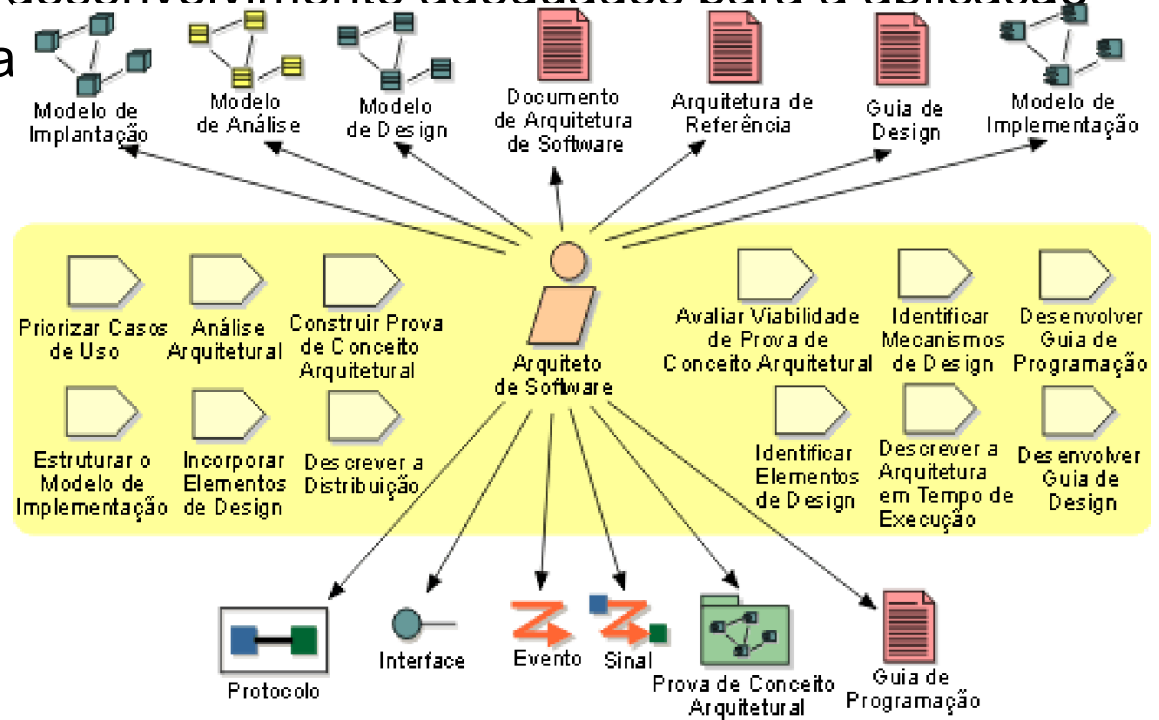 desenvolvimento adequados para a aplicação
a
Modelo de
Implantação
Modelo
de Análise
Modelo
de Design
Documento
de Arquitetura
de Software
Arquitetura de
Referência
Guia de
Design
Modelo de
Implementação
Priorizar Casos
de Uso
Análise
Arquitetural
Construir Prova
de Conceito
Arquitetural
Arquiteto
de Software
Avaliar Viabilidade
de Prova de
Conceito Arquitetural
Identificar
Mecanismos
de Design
Desenvolver
Guia de
Programação
Estruturar o
Modelo de
Implementação
Incorporar
Elementos
de Design
Descrever a
Distribuição
Identificar
Elementos
de Design
Descrever a
Arquitetura
em Tempo de
Execução
Desenvolver
Guia de
Design
Protocolo
Interface
Evento
Sinal
Prova de Conceito
Arquitetural
Guia de
Programação